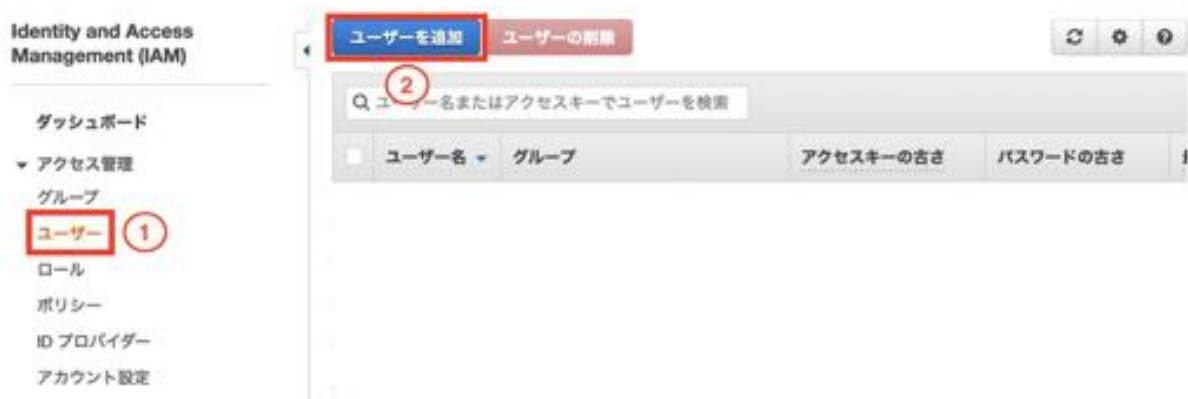 Identity and Access
Management (IAM)
ダッシュボード
アクセス管理
グループ
ユーザー ①
ロール
ポリシー
ID プロバイダー
アカウント設定
ユーザーを追加 ユーザーの削除
②
ユーザー名またはアクセスキーでユーザーを検索
ユーザー名 グループ アクセスキーの古さ パスワードの古さ